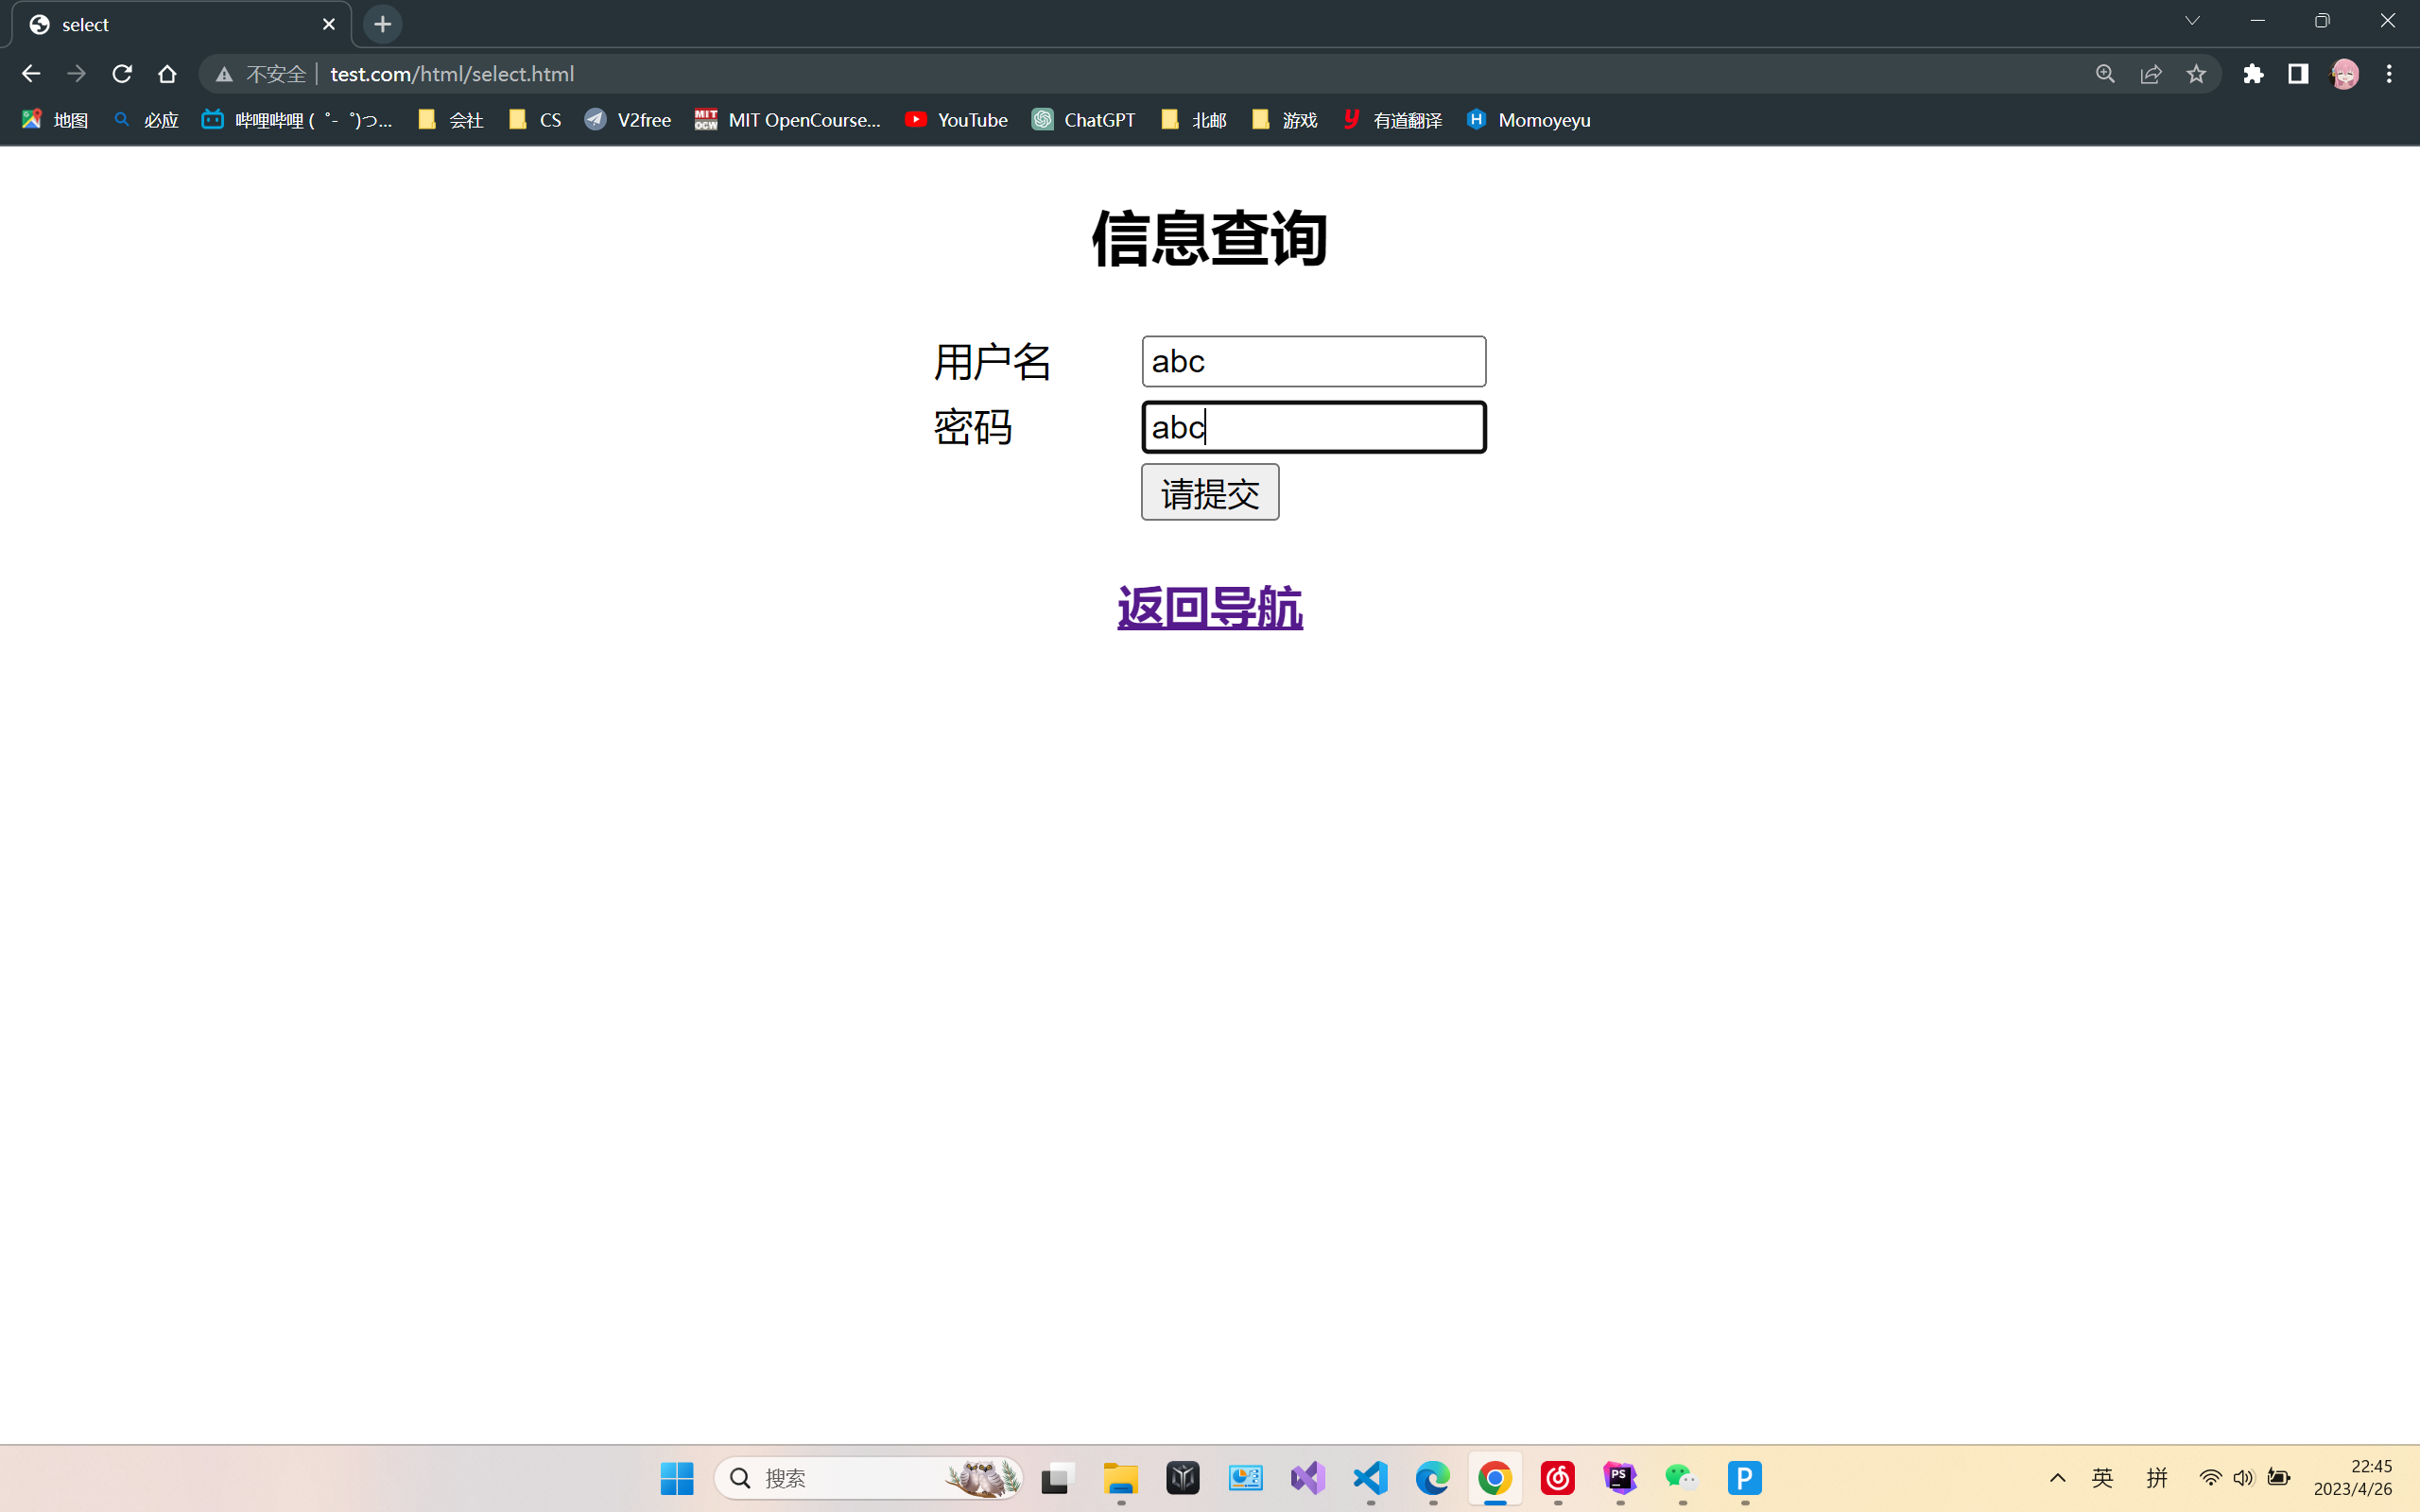 select
不安全 | test.com/html/select.html
地图 必应 哔哩哔哩 ( ゜- ゜)つ... 会社 CS V2free MIT OpenCourse... YouTube ChatGPT 北邮 游戏 有道翻译 Momoyeyu
信息查询
用户名 abc
密码 abc
请提交
返回导航
搜索 英 拼 22:45
2023/4/26